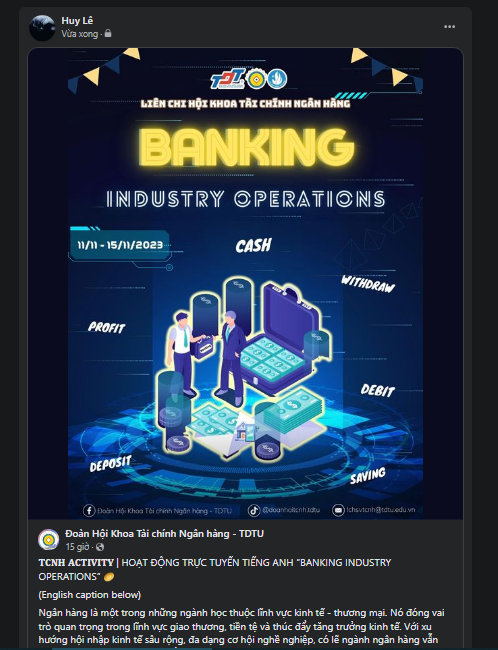 Huy Lê
Vừa xong ·
TDT
LIÊN CHI HỘI KHOA TÀI CHÍNH NGÂN HÀNG
BANKING
INDUSTRY OPERATIONS
11/11 - 15/11/2023
CASH
WITHDRAW
PROFIT
DEBIT
DEPOSIT
SAVING
Đoàn Hội Khoa Tài chính Ngân hàng - TDTU
@doanhoitcnh.tdtu
lchsvtcnh@tdtu.edu.vn
Đoàn Hội Khoa Tài chính Ngân hàng - TDTU
15 giờ ·
𝐓𝐂𝐍𝐇 𝐀𝐂𝐓𝐈𝐕𝐈𝐓𝐘 | HOẠT ĐỘNG TRỰC TUYẾN TIẾNG ANH "BANKING INDUSTRY
OPERATIONS"
(English caption below)
Ngân hàng là một trong những ngành học thuộc lĩnh vực kinh tế - thương mại. Nó đóng vai
trò quan trọng trong lĩnh vực giao thương, tiền tệ và thúc đẩy tăng trưởng kinh tế. Với xu
hướng hội nhập kinh tế sâu rộng, đa dạng cơ hội nghề nghiệp, có lẽ ngành ngân hàng vẫn